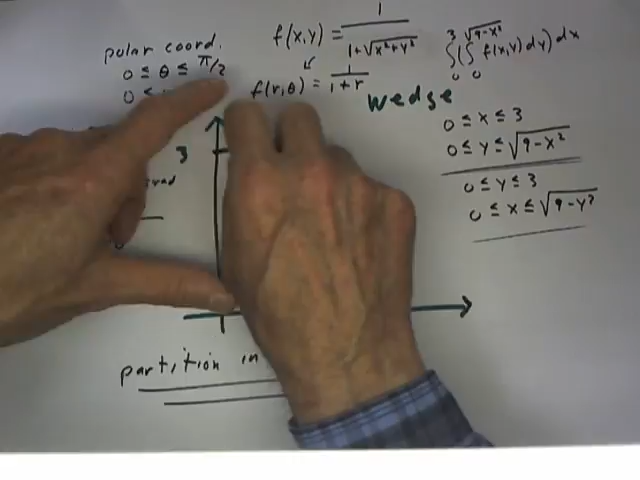 polar coord.
0 ≤ θ ≤ π/2
0 ≤
f(x,y) = 1 / 1+√x²+y²
f(r,θ) = 1 / 1+r
wedge
3
∫₀³ ( ∫₀^√9-x² f(x,y) dy ) dx
0 ≤ x ≤ 3
0 ≤ y ≤ √9-x²
0 ≤ y ≤ 3
0 ≤ x ≤ √9-y²
partition in